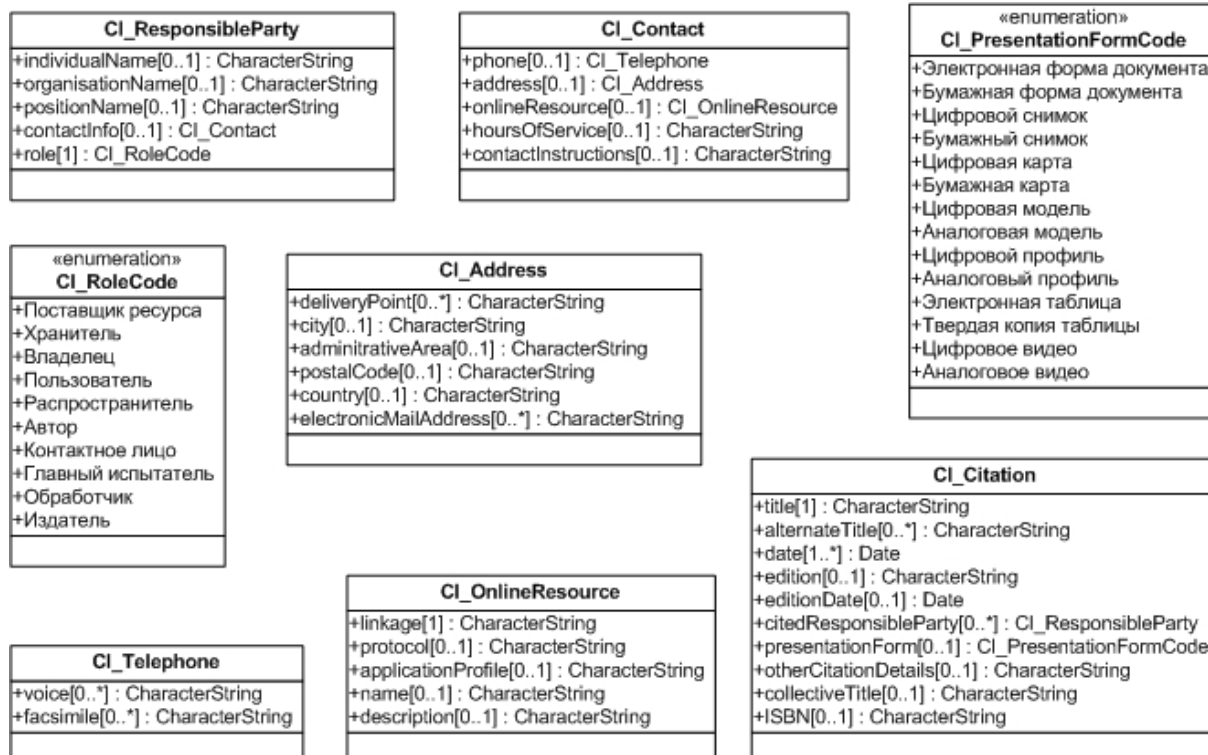 CI_ResponsibleParty
+individualName[0..1] : CharacterString
+organisationName[0..1] : CharacterString
+positionName[0..1] : CharacterString
+contactInfo[0..1] : CI_Contact
+role[1] : CI_RoleCode
CI_Contact
+phone[0..1] : CI_Telephone
+address[0..1] : CI_Address
+onlineResource[0..1] : CI_OnlineResource
+hoursOfService[0..1] : CharacterString
+contactInstructions[0..1] : CharacterString
«enumeration»
CI_PresentationFormCode
+Электронная форма документа
+Бумажная форма документа
+Цифровой снимок
+Бумажный снимок
+Цифровая карта
+Бумажная карта
+Цифровая модель
+Аналоговая модель
+Цифровой профиль
+Аналоговый профиль
+Электронная таблица
+Твердая копия таблицы
+Цифровое видео
+Аналоговое видео
«enumeration»
CI_RoleCode
+Поставщик ресурса
+Хранитель
+Владелец
+Пользователь
+Распространитель
+Автор
+Контактное лицо
+Главный испытатель
+Обработчик
+Издатель
CI_Address
+deliveryPoint[0..*] : CharacterString
+city[0..1] : CharacterString
+adminitrativeArea[0..1] : CharacterString
+postalCode[0..1] : CharacterString
+country[0..1] : CharacterString
+electronicMailAddress[0..*] : CharacterString
CI_Citation
+title[1] : CharacterString
+alternateTitle[0..*] : CharacterString
+date[1..*] : Date
+edition[0..1] : CharacterString
+editionDate[0..1] : Date
+citedResponsibleParty[0..*] : CI_ResponsibleParty
+presentationForm[0..1] : CI_PresentationFormCode
+otherCitationDetails[0..1] : CharacterString
+collectiveTitle[0..1] : CharacterString
+ISBN[0..1] : CharacterString
CI_OnlineResource
+linkage[1] : CharacterString
+protocol[0..1] : CharacterString
+applicationProfile[0..1] : CharacterString
+name[0..1] : CharacterString
+description[0..1] : CharacterString
CI_Telephone
+voice[0..*] : CharacterString
+facsimile[0..*] : CharacterString